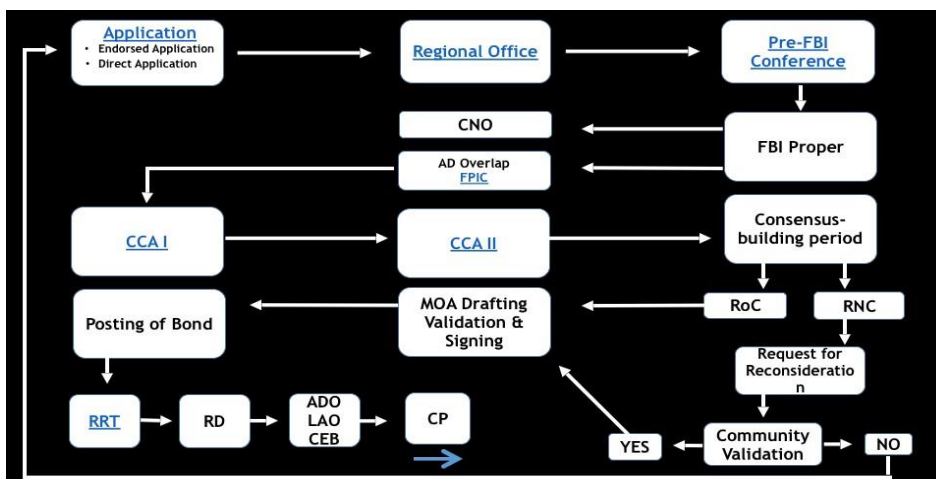 Application
• Endorsed Application
• Direct Application
Regional Office
Pre-FBI
Conference
CNO
FBI Proper
AD Overlap
FPIC
CCA I
CCA II
Consensus-
building period
Posting of Bond
MOA Drafting
Validation &
Signing
RoC
RNC
Request for
Reconsideratio
n
RRT
RD
ADO
LAO
CEB
CP
YES
Community
Validation
NO